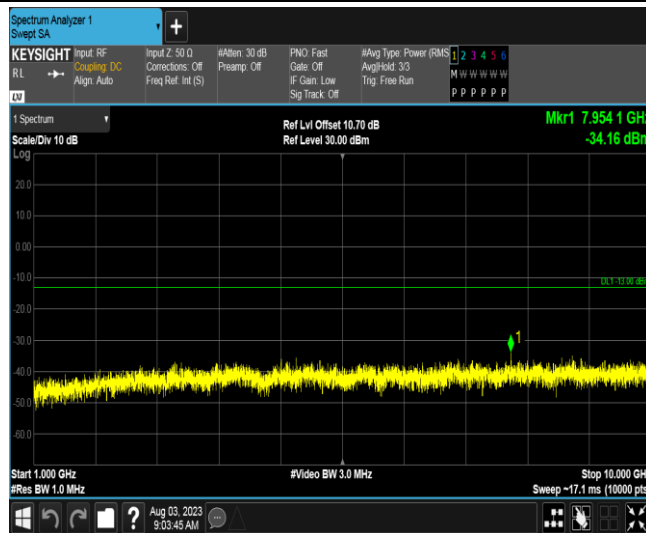 Spectrum Analyzer 1
Swept SA
+
KEYSIGHT
RL
LXI
Input: RF
Coupling: DC
Align: Auto
Input Z: 50 Ω
Corrections: Off
Freq Ref: Int (S)
#Atten: 30 dB
Preamp: Off
PNO: Fast
Gate: Off
IF Gain: Low
Sig Track: Off
#Avg Type: Power (RMS
Avg|Hold: 3/3
Trig: Free Run
1 2 3 4 5 6
M W W W W W
P P P P P P
1 Spectrum
Scale/Div 10 dB
Log
Ref Lvl Offset 10.70 dB
Ref Level 30.00 dBm
Mkr1 7.954 1 GHz
-34.16 dBm
20.0
10.0
0.00
-10.0
DL1 -13.00 dBm
-20.0
-30.0
1
-40.0
-50.0
-60.0
Start 1.000 GHz
#Res BW 1.0 MHz
#Video BW 3.0 MHz
Stop 10.000 GH
Sweep ~17.1 ms (10000 pts
?
Aug 03, 2023
9:03:45 AM